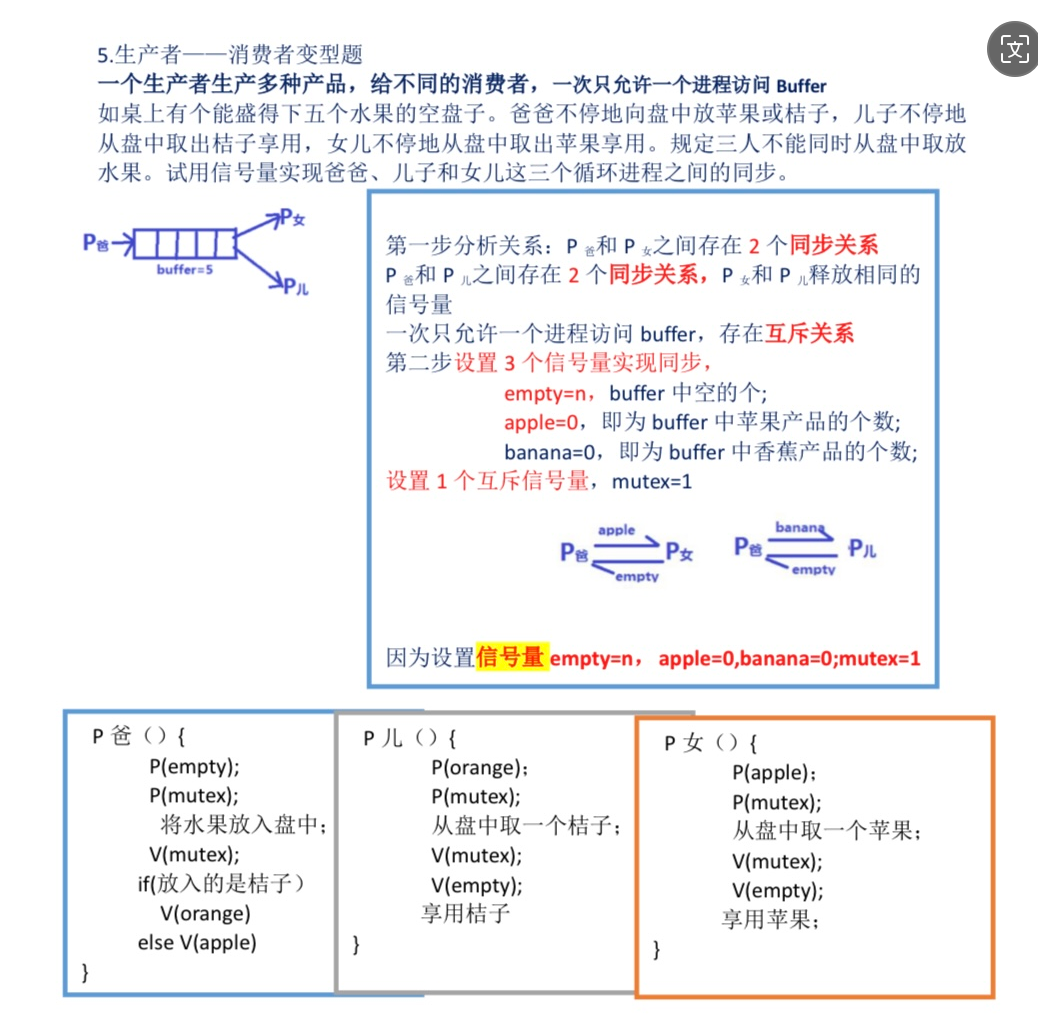 文
5.生产者——消费者变型题
一个生产者生产多种产品，给不同的消费者，一次只允许一个进程访问 Buffer
如桌上有个能盛得下五个水果的空盘子。爸爸不停地向盘中放苹果或桔子，儿子不停地
从盘中取出桔子享用，女儿不停地从盘中取出苹果享用。规定三人不能同时从盘中取放
水果。试用信号量实现爸爸、儿子和女儿这三个循环进程之间的同步。
P爸
P女
buffer=5
P儿
第一步分析关系：P 爸和 P 女之间存在 2 个同步关系
P 爸和 P 儿之间存在 2 个同步关系，P 女和 P 儿释放相同的
信号量
一次只允许一个进程访问 buffer，存在互斥关系
第二步设置 3 个信号量实现同步，
empty=n，buffer 中空的个;
apple=0，即为 buffer 中苹果产品的个数;
banana=0，即为 buffer 中香蕉产品的个数;
设置 1 个互斥信号量，mutex=1
apple
P爸 P女
empty
banana
P爸 P儿
empty
因为设置信号量 empty=n， apple=0,banana=0;mutex=1
P 爸（）{
P(empty);
P(mutex);
将水果放入盘中；
V(mutex);
if(放入的是桔子）
V(orange)
else V(apple)
}
P 儿（）{
P(orange)；
P(mutex);
从盘中取一个桔子；
V(mutex);
V(empty);
享用桔子
}
P 女（）{
P(apple)；
P(mutex);
从盘中取一个苹果；
V(mutex);
V(empty);
享用苹果；
}